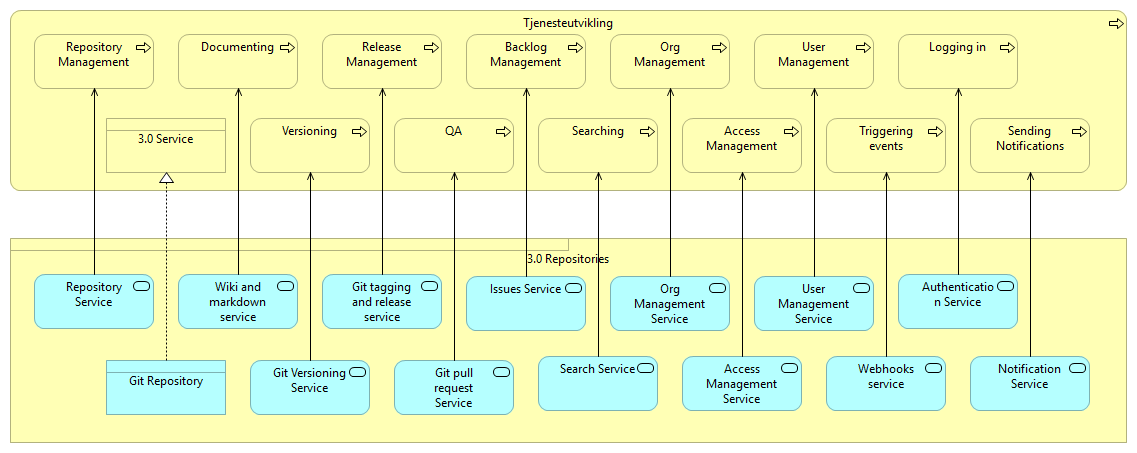 Tjenesteutvikling
Repository
Management
Documenting
Release
Management
Backlog
Management
Org
Management
User
Management
Logging in
3.0 Service
Versioning
QA
Searching
Access
Management
Triggering
events
Sending
Notifications
3.0 Repositories
Repository
Service
Wiki and
markdown
service
Git tagging
and release
service
Issues Service
Org
Management
Service
User
Management
Service
Authenticatio
n Service
Git Repository
Git Versioning
Service
Git pull
request
Service
Search Service
Access
Management
Service
Webhooks
service
Notification
Service